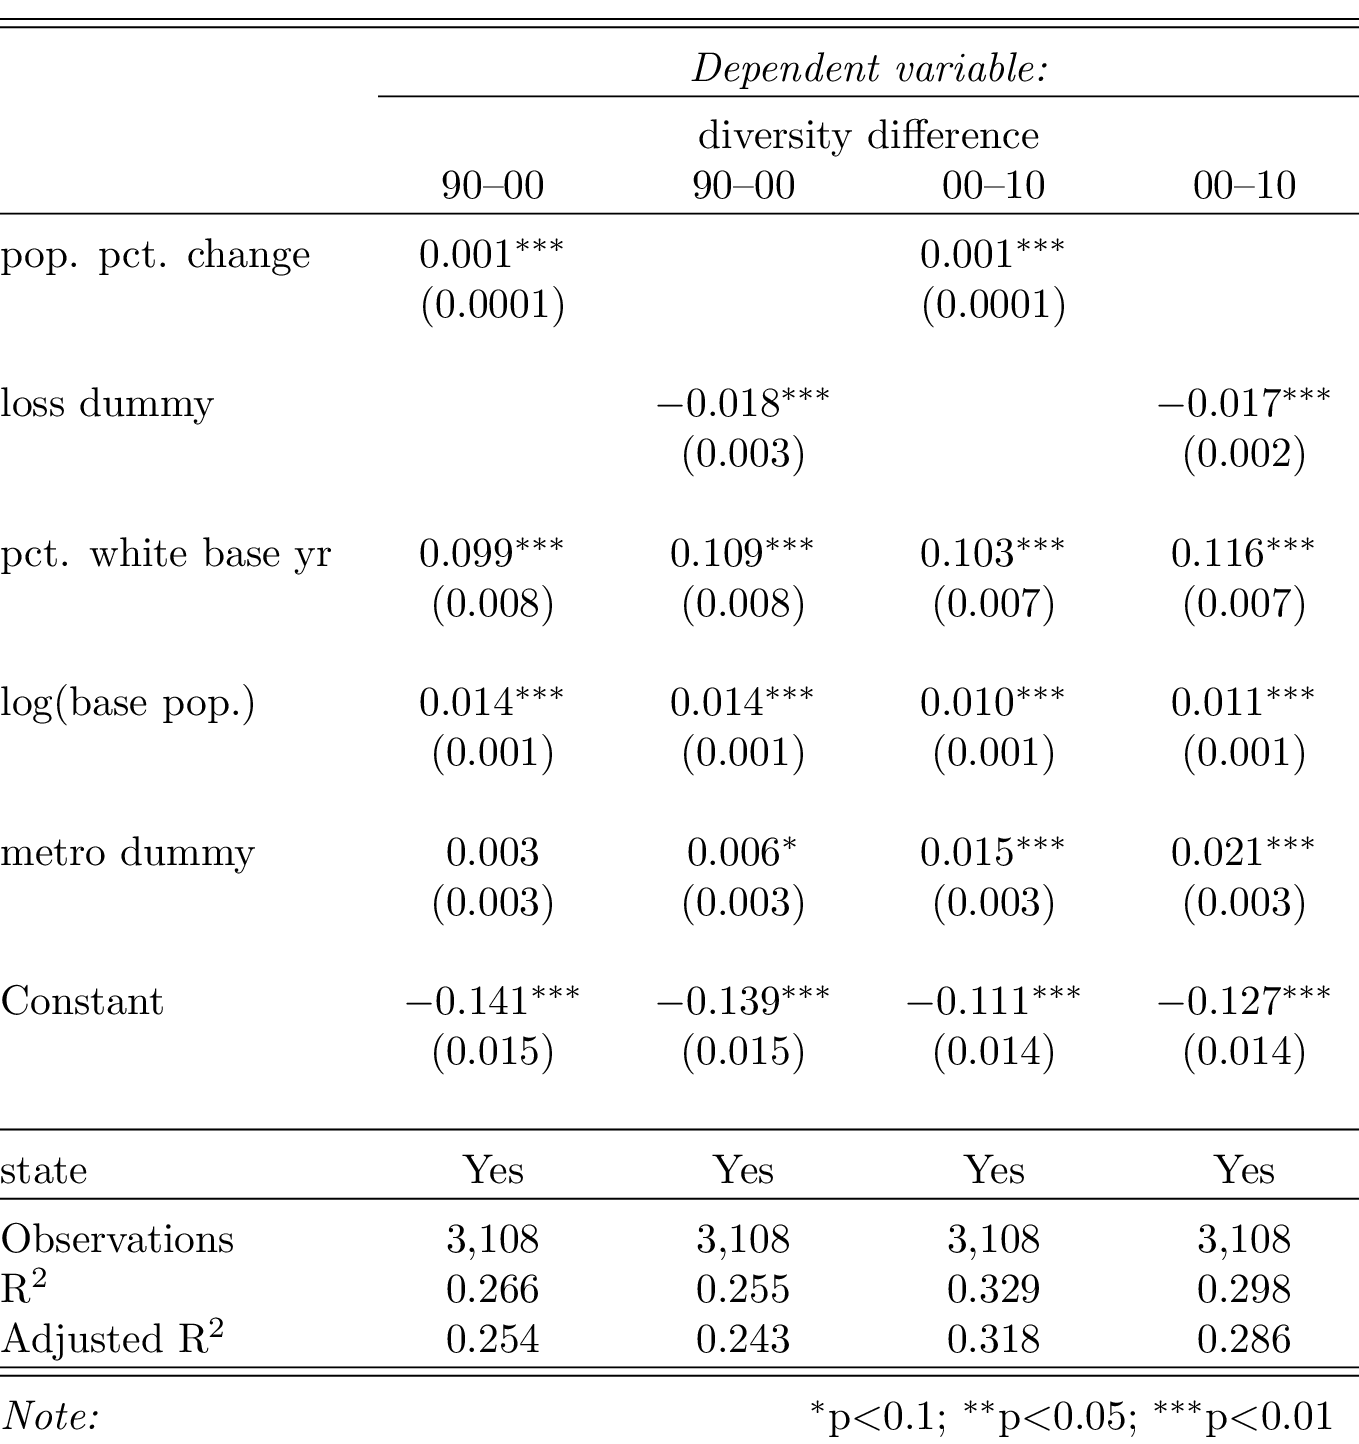 Dependent variable:
diversity difference
90–00 90–00 00–10 00–10
pop. pct. change 0.001*** 0.001***
(0.0001) (0.0001)
loss dummy −0.018*** −0.017***
(0.003) (0.002)
pct. white base yr 0.099*** 0.109*** 0.103*** 0.116***
(0.008) (0.008) (0.007) (0.007)
log(base pop.) 0.014*** 0.014*** 0.010*** 0.011***
(0.001) (0.001) (0.001) (0.001)
metro dummy 0.003 0.006* 0.015*** 0.021***
(0.003) (0.003) (0.003) (0.003)
Constant −0.141*** −0.139*** −0.111*** −0.127***
(0.015) (0.015) (0.014) (0.014)
state Yes Yes Yes Yes
Observations 3,108 3,108 3,108 3,108
R² 0.266 0.255 0.329 0.298
Adjusted R² 0.254 0.243 0.318 0.286
Note: *p<0.1; **p<0.05; ***p<0.01